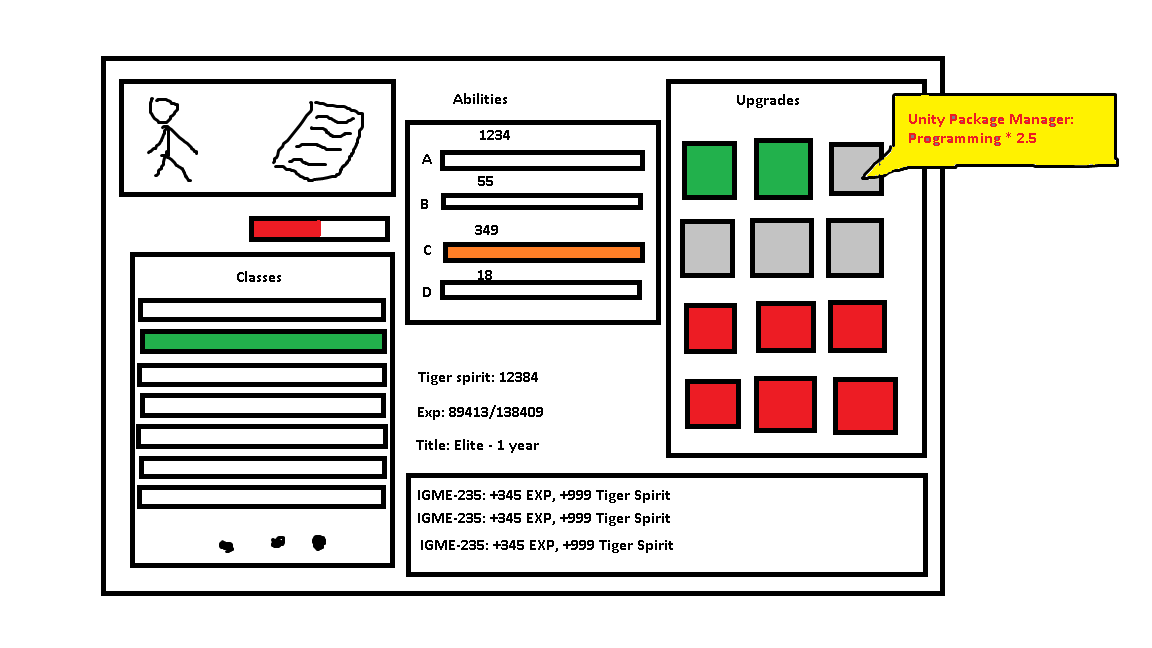 Classes
Abilities
1234
A
55
B
349
C
18
D
Tiger spirit: 12384
Exp: 89413/138409
Title: Elite - 1 year
Upgrades
Unity Package Manager:
Programming * 2.5
IGME-235: +345 EXP, +999 Tiger Spirit
IGME-235: +345 EXP, +999 Tiger Spirit
IGME-235: +345 EXP, +999 Tiger Spirit